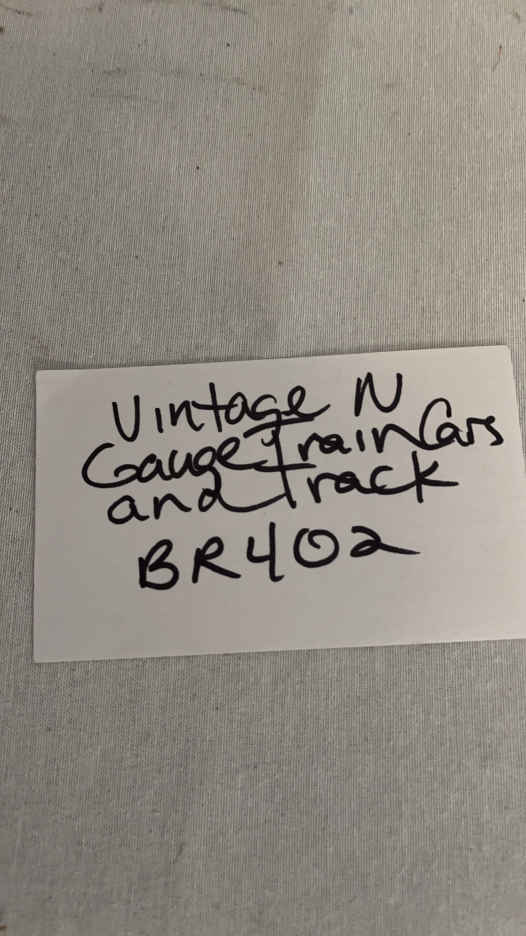 Vintage N
Gauge Train Cars
and Track
BR402